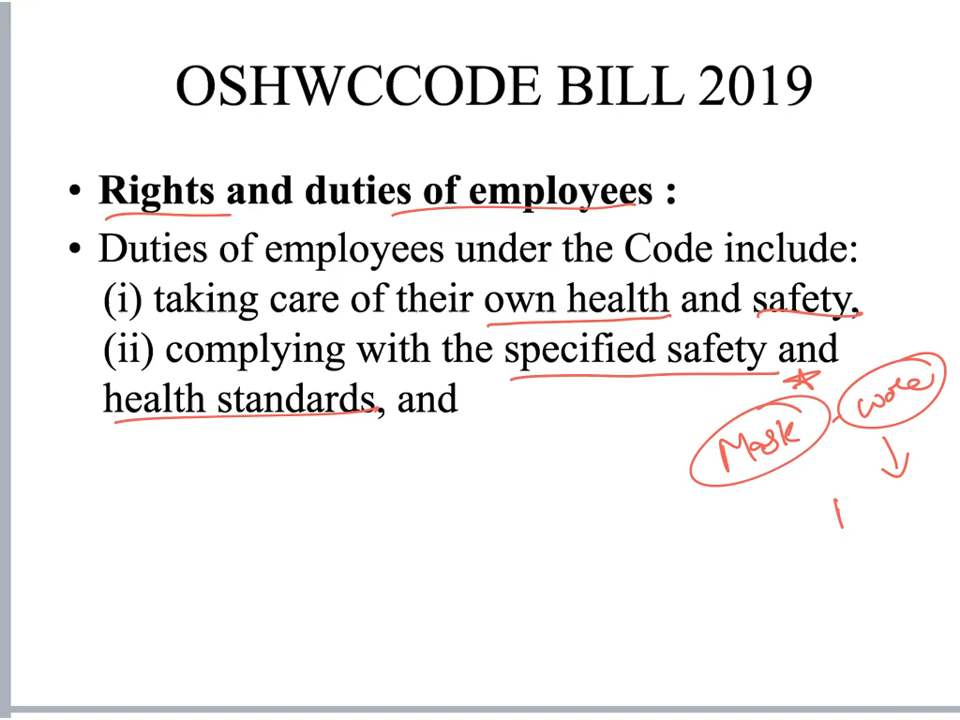 OSHWCCODE BILL 2019
• Rights and duties of employees :
• Duties of employees under the Code include:
(i) taking care of their own health and safety,
(ii) complying with the specified safety and
health standards, and
Mask